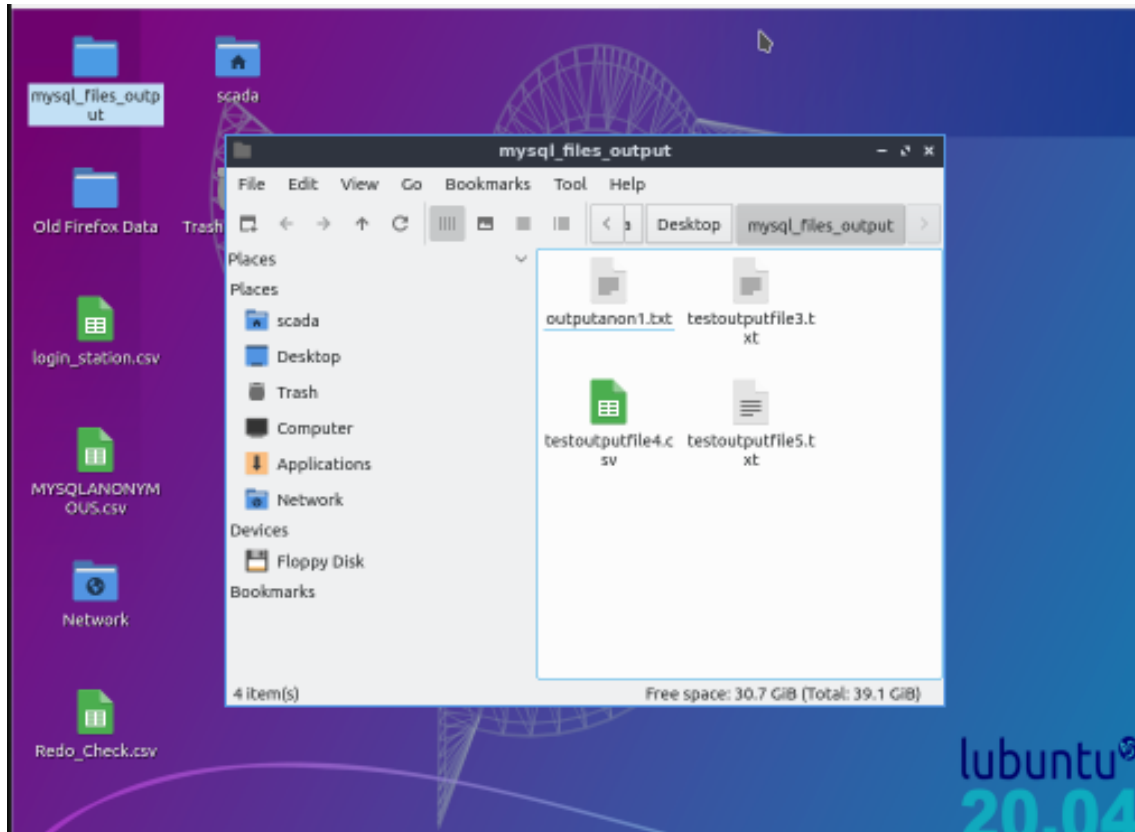 mysql_files_outp
ut
scada
Old Firefox Data
Trash
login_station.csv
MYSQLANONYM
OUS.csv
Network
Redo_Check.csv
mysql_files_output
File Edit View Go Bookmarks Tool Help
Desktop mysql_files_output
Places
Places
scada
Desktop
Trash
Computer
Applications
Network
Devices
Floppy Disk
Bookmarks
outputanon1.txt
testoutputfile3.t
xt
testoutputfile4.c
sv
testoutputfile5.t
xt
4 item(s)
Free space: 30.7 GiB (Total: 39.1 GiB)
lubuntu
20.04